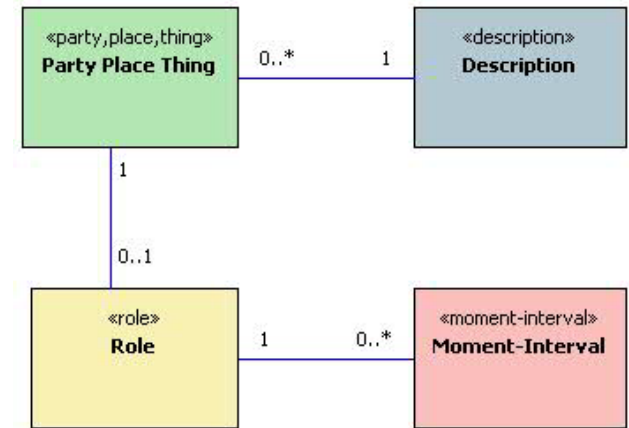 «party,place,thing»
Party Place Thing
0..*
1
«description»
Description
1
0..1
«role»
Role
1
0..*
«moment-interval»
Moment-Interval